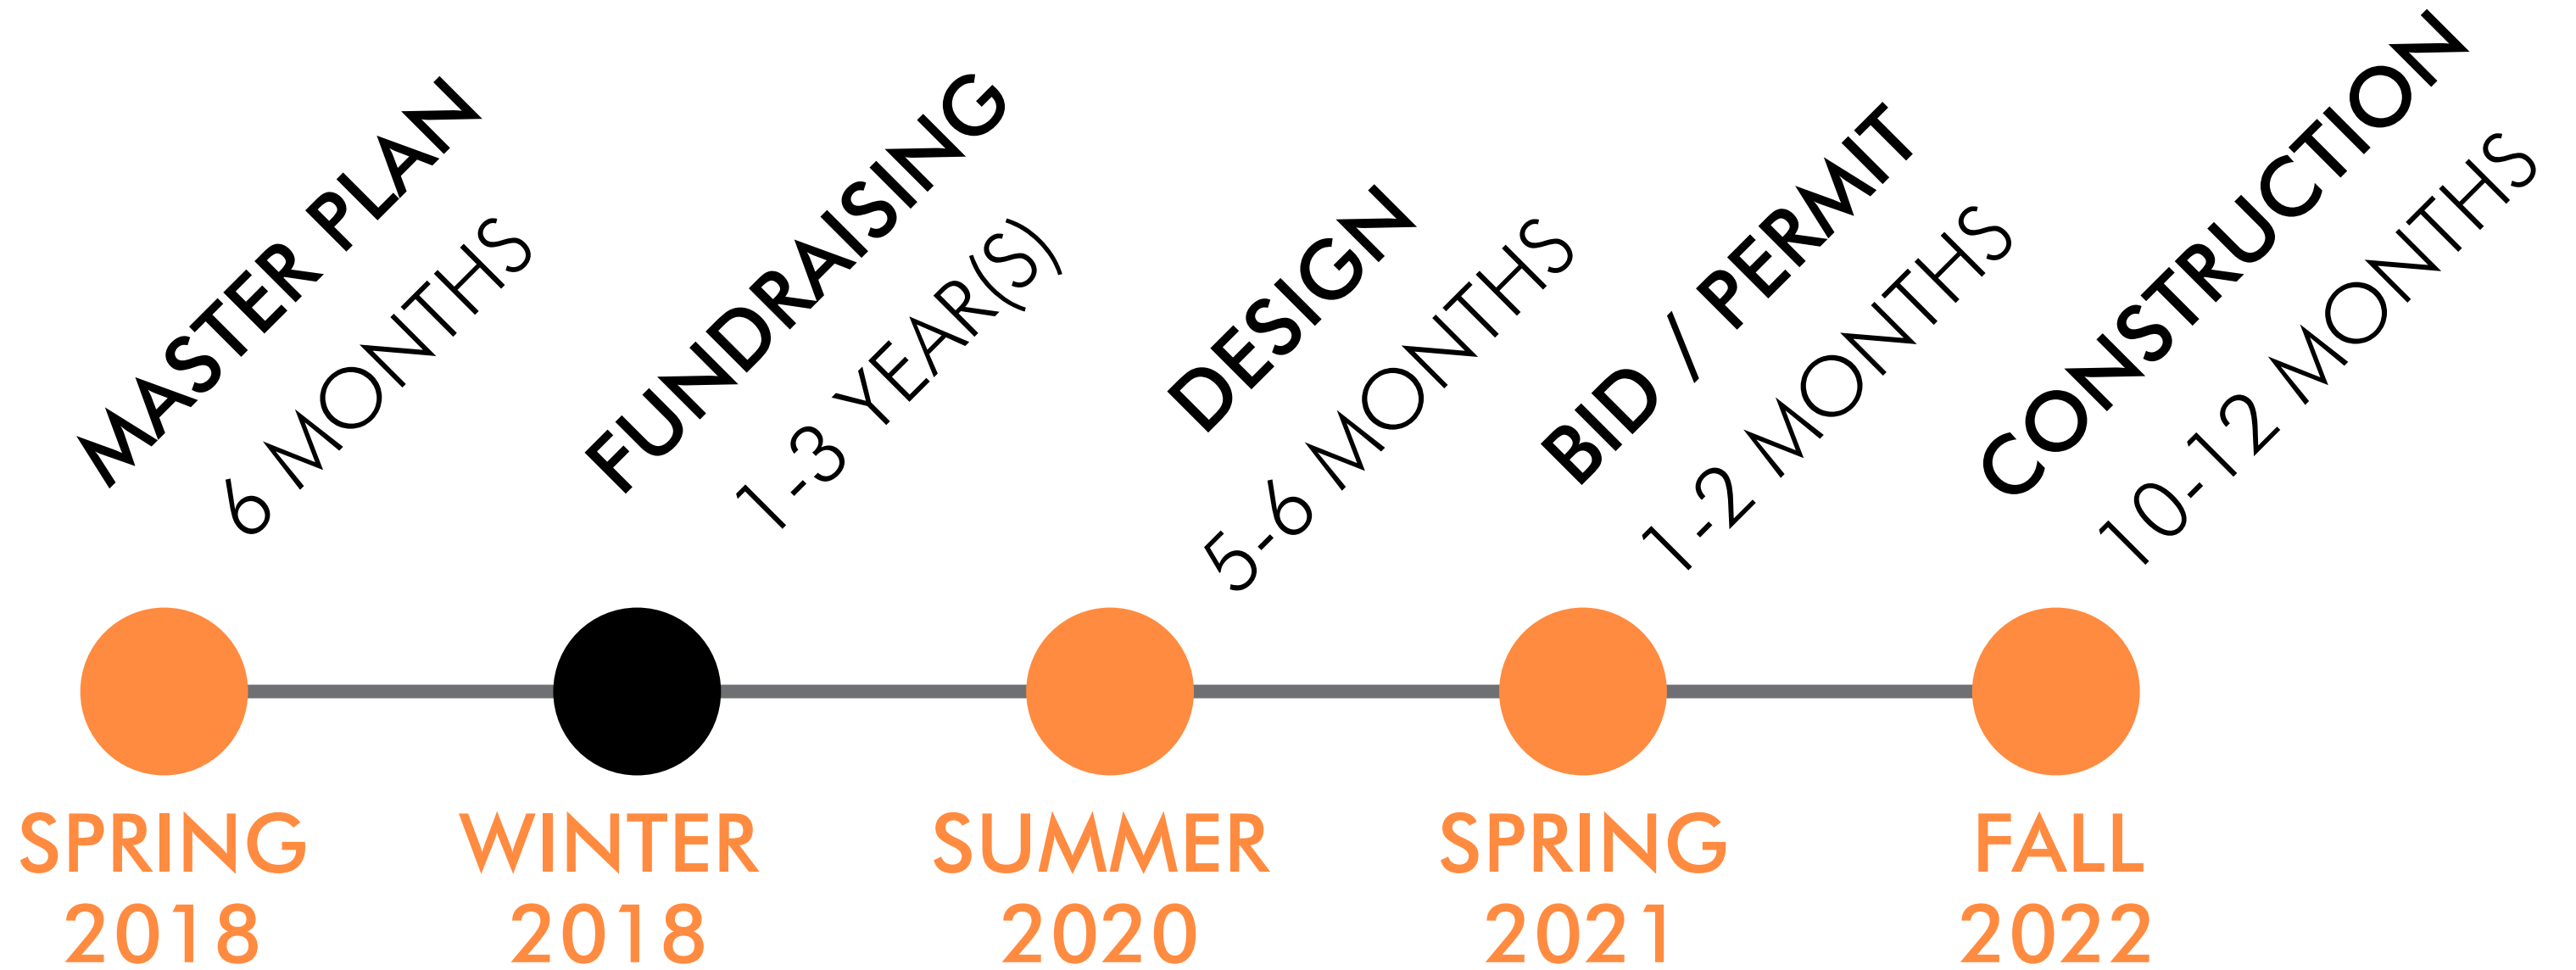 MASTER PLAN
6 MONTHS
FUNDRAISING
1-3 YEAR(S)
DESIGN
5-6 MONTHS
BID / PERMIT
1-2 MONTHS
CONSTRUCTION
10-12 MONTHS
SPRING
2018
WINTER
2018
SUMMER
2020
SPRING
2021
FALL
2022